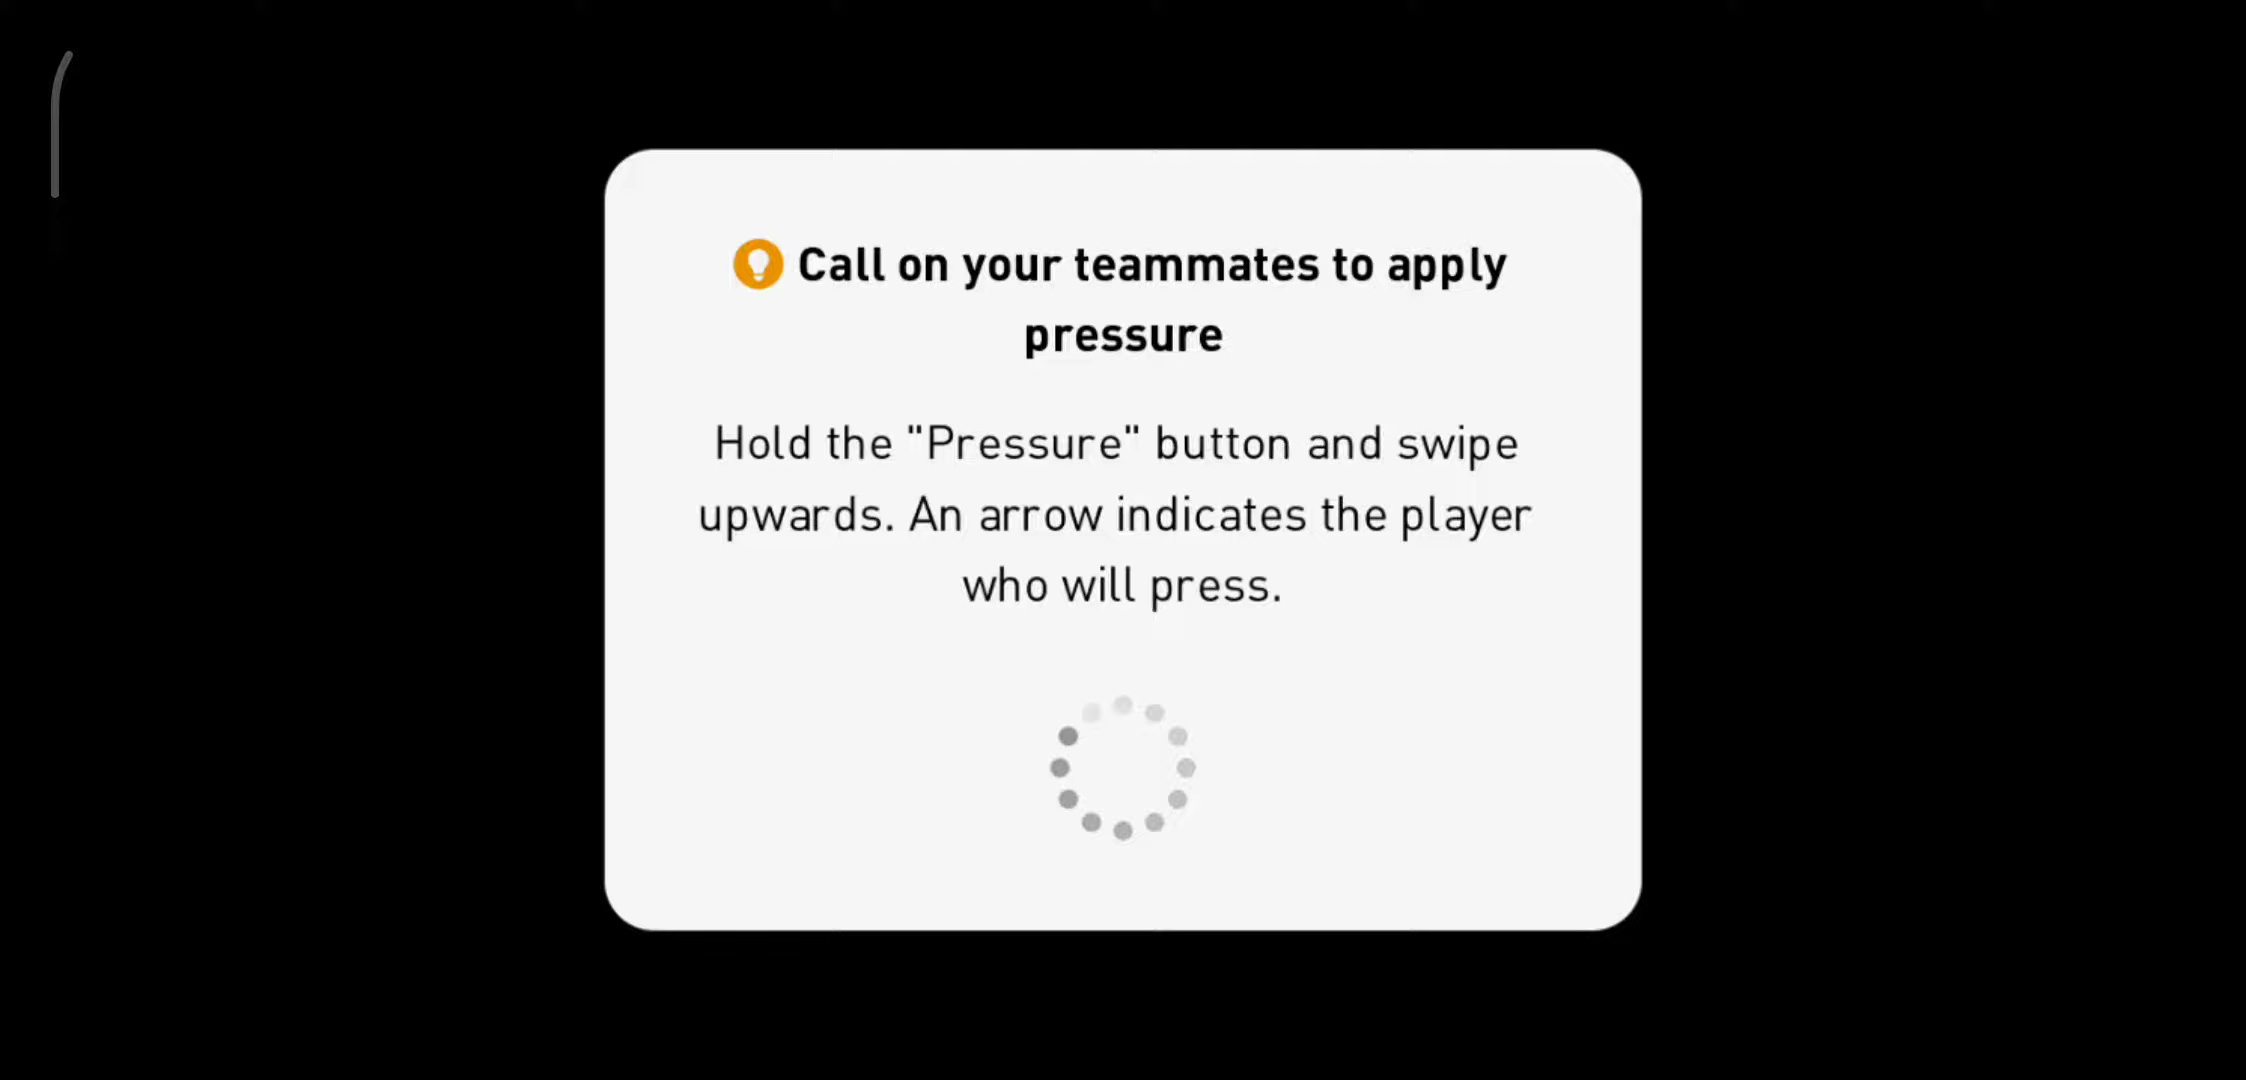 Call on your teammates to apply
pressure
Hold the "Pressure" button and swipe
upwards. An arrow indicates the player
who will press.